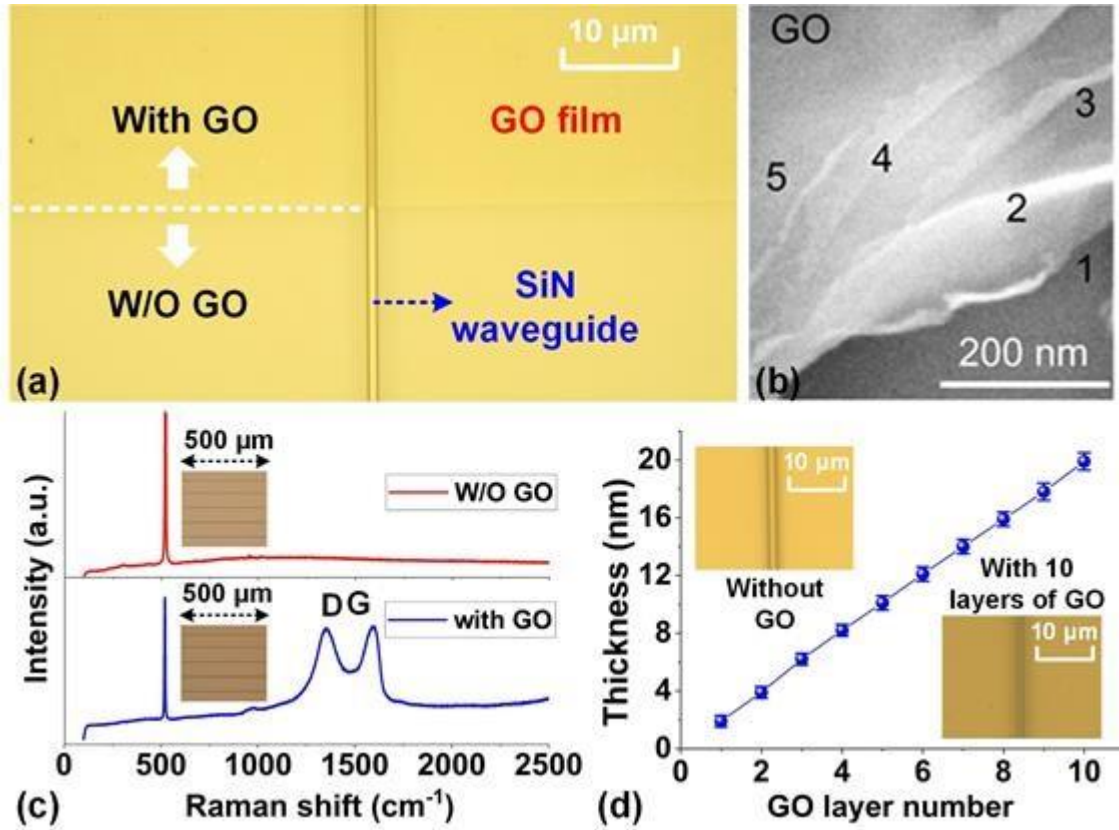 10 μm
With GO
GO film
W/O GO
SiN
waveguide
(a)
GO
3
4
5
2
1
200 nm
(b)
500 μm
W/O GO
500 μm
D G
with GO
Intensity (a.u.)
0 500 1000 1500 2000 2500
Raman shift (cm⁻¹)
(c)
20
16
12
8
4
0
Thickness (nm)
10 μm
Without
GO
With 10
layers of GO
10 μm
0 2 4 6 8 10
GO layer number
(d)